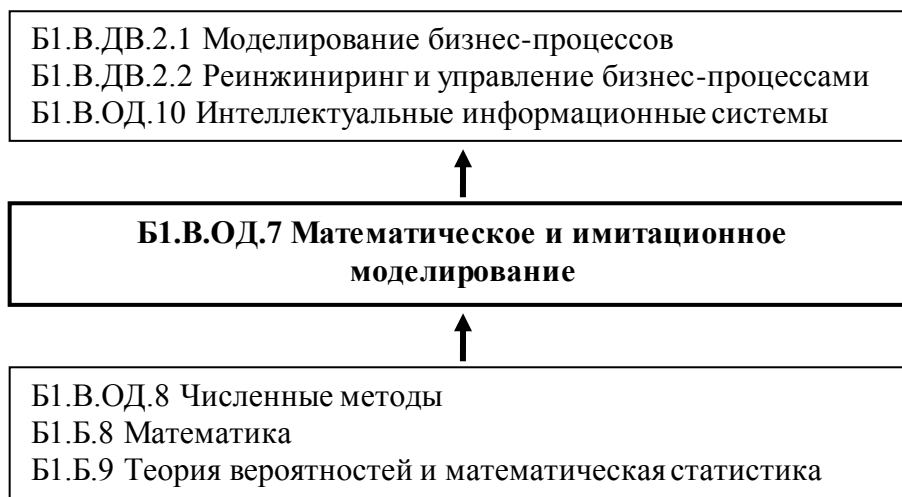 Б1.В.ДВ.2.1 Моделирование бизнес-процессов
Б1.В.ДВ.2.2 Реинжиниринг и управление бизнес-процессами
Б1.В.ОД.10 Интеллектуальные информационные системы
Б1.В.ОД.7 Математическое и имитационное
моделирование
Б1.В.ОД.8 Численные методы
Б1.Б.8 Математика
Б1.Б.9 Теория вероятностей и математическая статистика